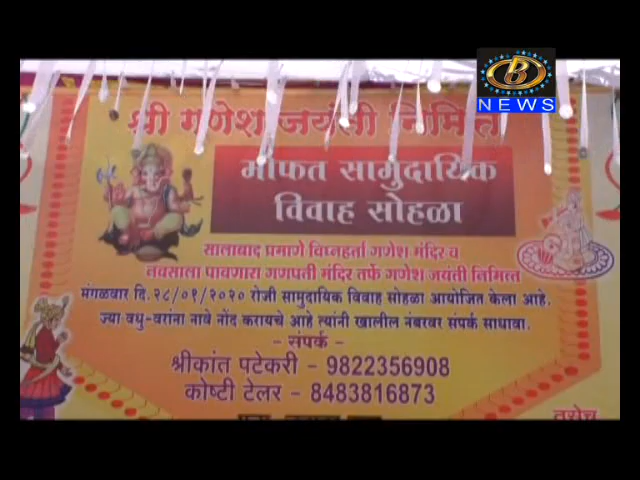 B
NEWS
श्री गणेश जयंती निमित्त
मोफत सामुदायिक
विवाह सोहळा
सालाबाद प्रमाणे विघ्नहर्ता गणेश मंदिर व
नवसाला पावणारा गणपती मंदिर तर्फे गणेश जयंती निमित्त
मंगळवार दि.२८/०१/२०२० रोजी सामुदायिक विवाह सोहळा आयोजित केला आहे.
ज्या वधु-वरांना नावे नोंद करायचे आहे त्यांनी खालील नंबरवर संपर्क साधावा.
- संपर्क -
श्रीकांत पटेकरी - 9822356908
कोष्टी टेलर - 8483816873
तसेच